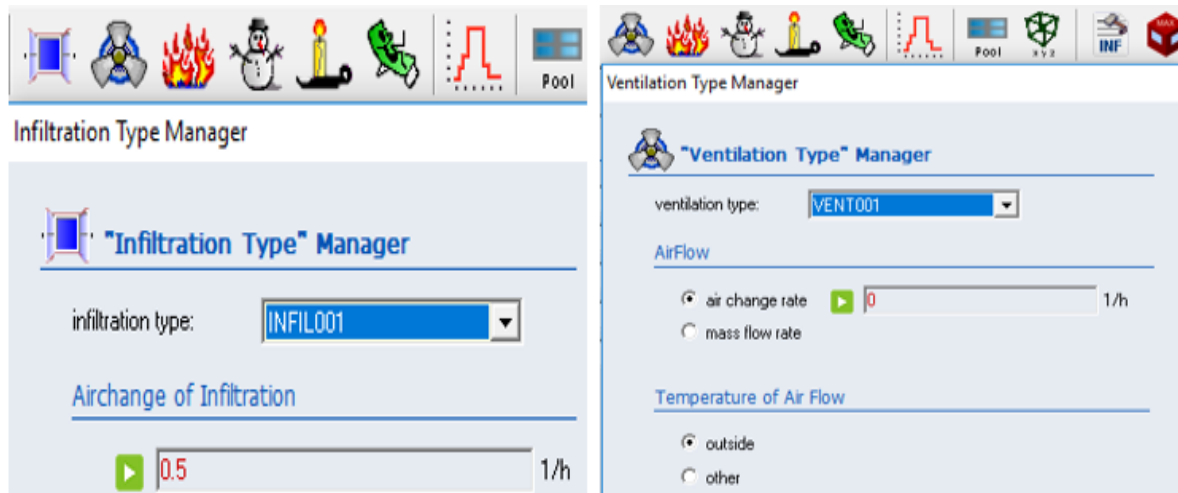 Pool
Infiltration Type Manager
"Infiltration Type" Manager
infiltration type: INFIL001
Airchange of Infiltration
0.5 1/h
Pool x y z INF MAX
Ventilation Type Manager
"Ventilation Type" Manager
ventilation type: VENT001
AirFlow
air change rate 0 1/h
mass flow rate
Temperature of Air Flow
outside
other